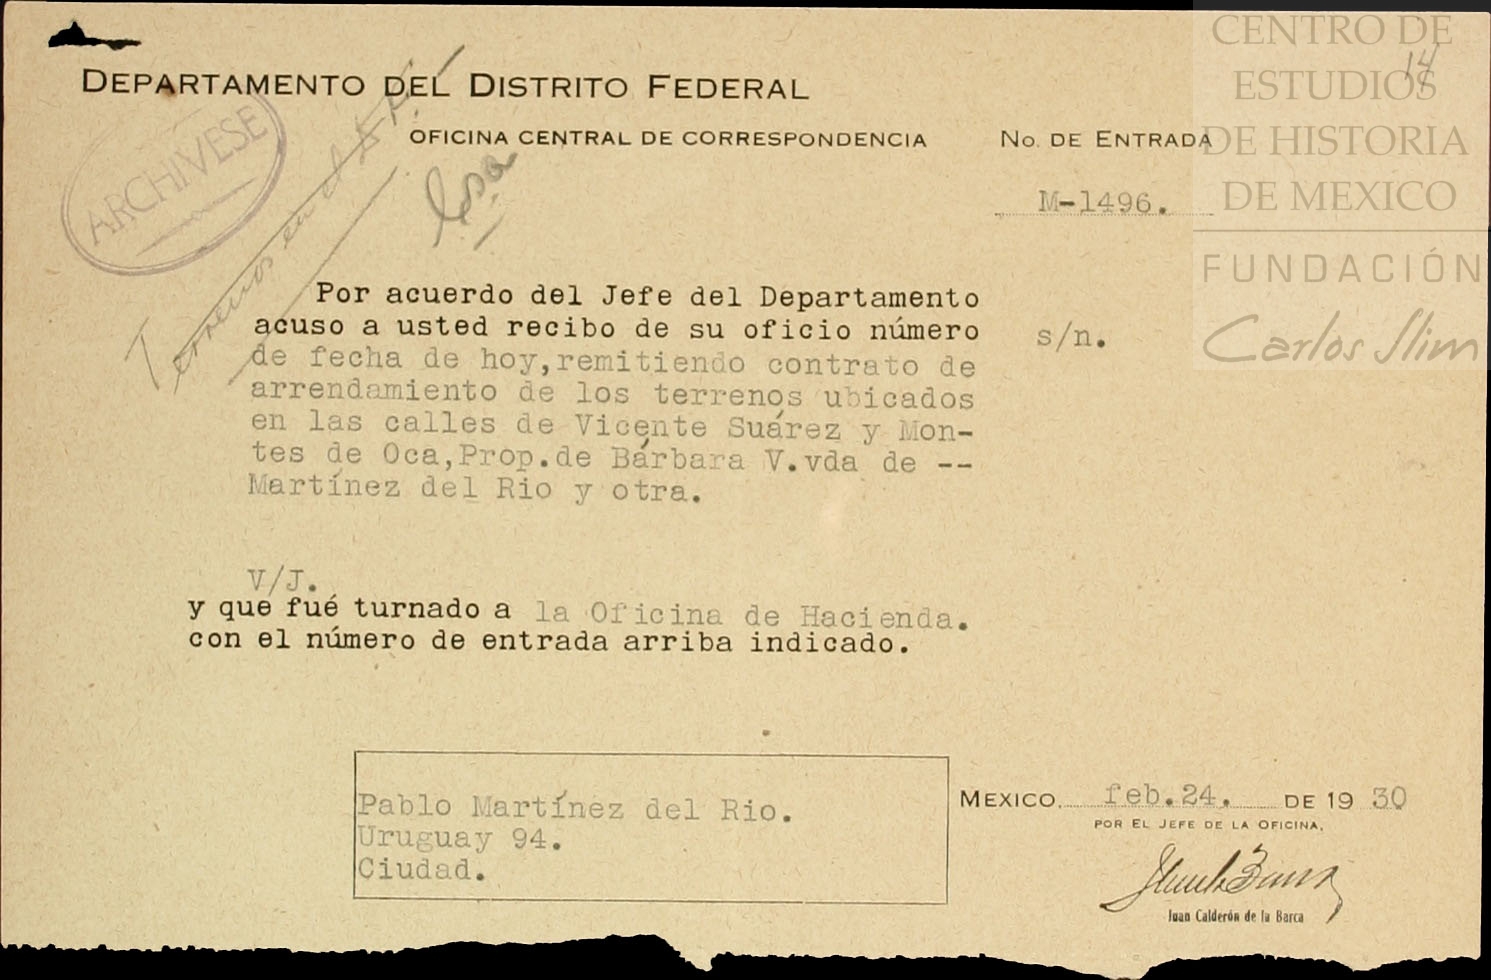 CENTRO DE
ESTUDIOS
DE HISTORIA
DE MEXICO
FUNDACIÓN
Carlos Slim
14
DEPARTAMENTO DEL DISTRITO FEDERAL
OFICINA CENTRAL DE CORRESPONDENCIA
No. DE ENTRADA
M-1496.
ARCHIVESE
Terrenos en el D.F.
Por acuerdo del Jefe del Departamento
acuso a usted recibo de su oficio número s/n.
de fecha de hoy,remitiendo contrato de
arrendamiento de los terrenos ubicados
en las calles de Vicente Suárez y Mon-
tes de Oca,Prop.de Bárbara V.vda de --
Martínez del Rio y otra.
V/J.
y que fué turnado a la Oficina de Hacienda.
con el número de entrada arriba indicado.
Pablo Martínez del Rio.
Uruguay 94.
Ciudad.
MEXICO, feb.24. DE 19 30
POR EL JEFE DE LA OFICINA,
Juan Calderón de la Barca